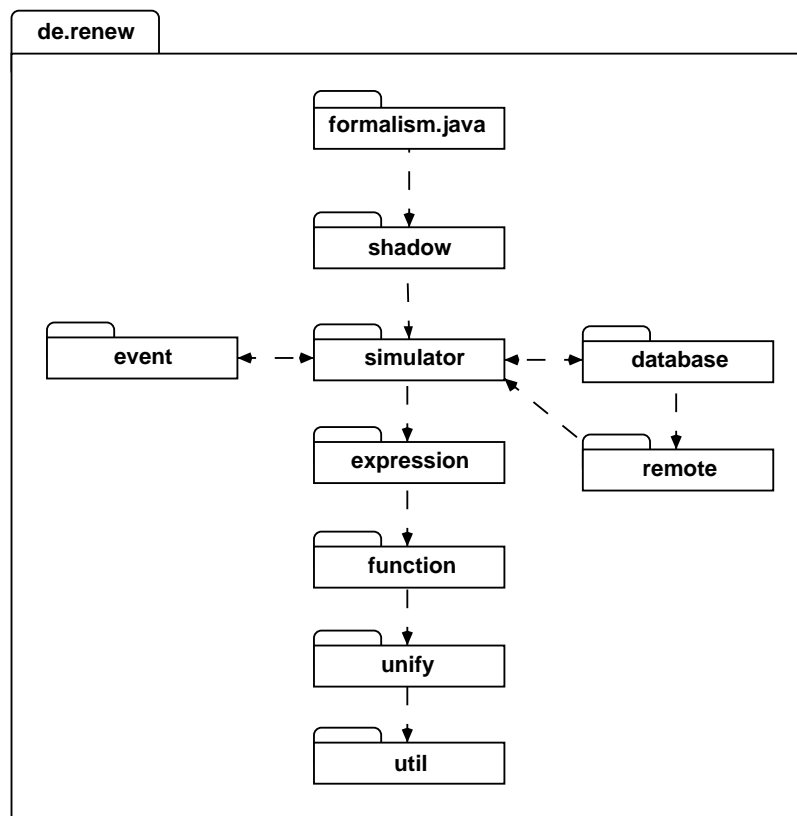 de.renew
formalism.java
shadow
event
simulator
database
expression
remote
function
unify
util